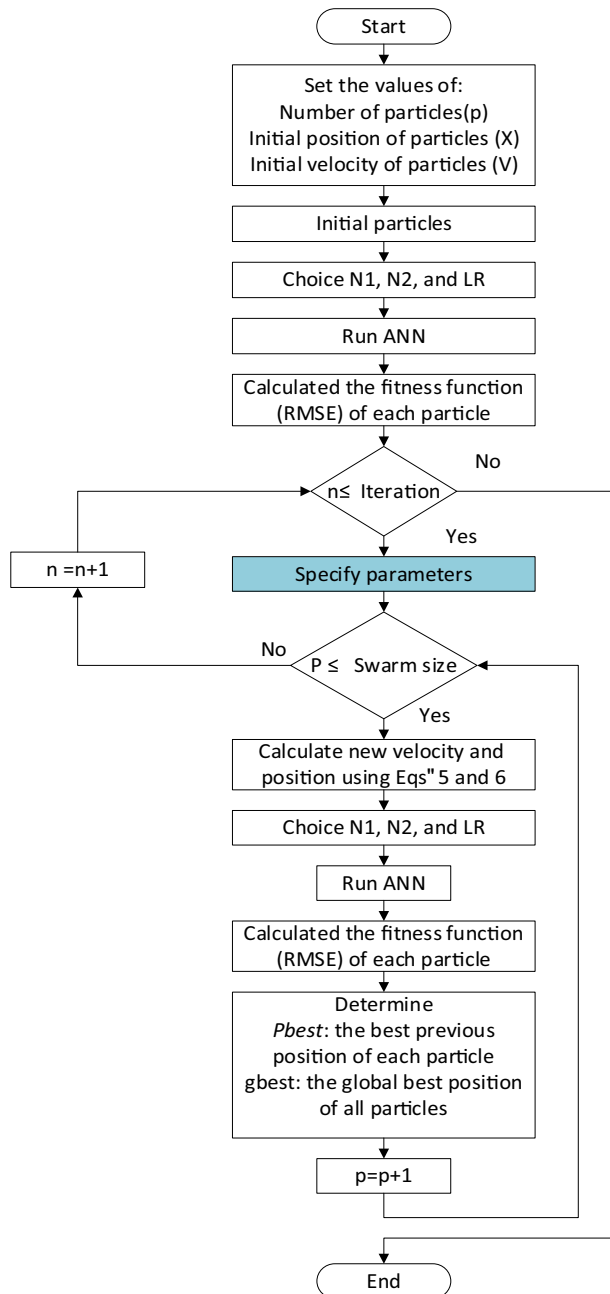 Start
Set the values of:
Number of particles(p)
Initial position of particles (X)
Initial velocity of particles (V)
Initial particles
Choice N1, N2, and LR
Run ANN
Calculated the fitness function
(RMSE) of each particle
No
n≤ Iteration
Yes
n =n+1
Specify parameters
No
P ≤ Swarm size
Yes
Calculate new velocity and
position using Eqs" 5 and 6
Choice N1, N2, and LR
Run ANN
Calculated the fitness function
(RMSE) of each particle
Determine
Pbest: the best previous
position of each particle
gbest: the global best position
of all particles
p=p+1
End